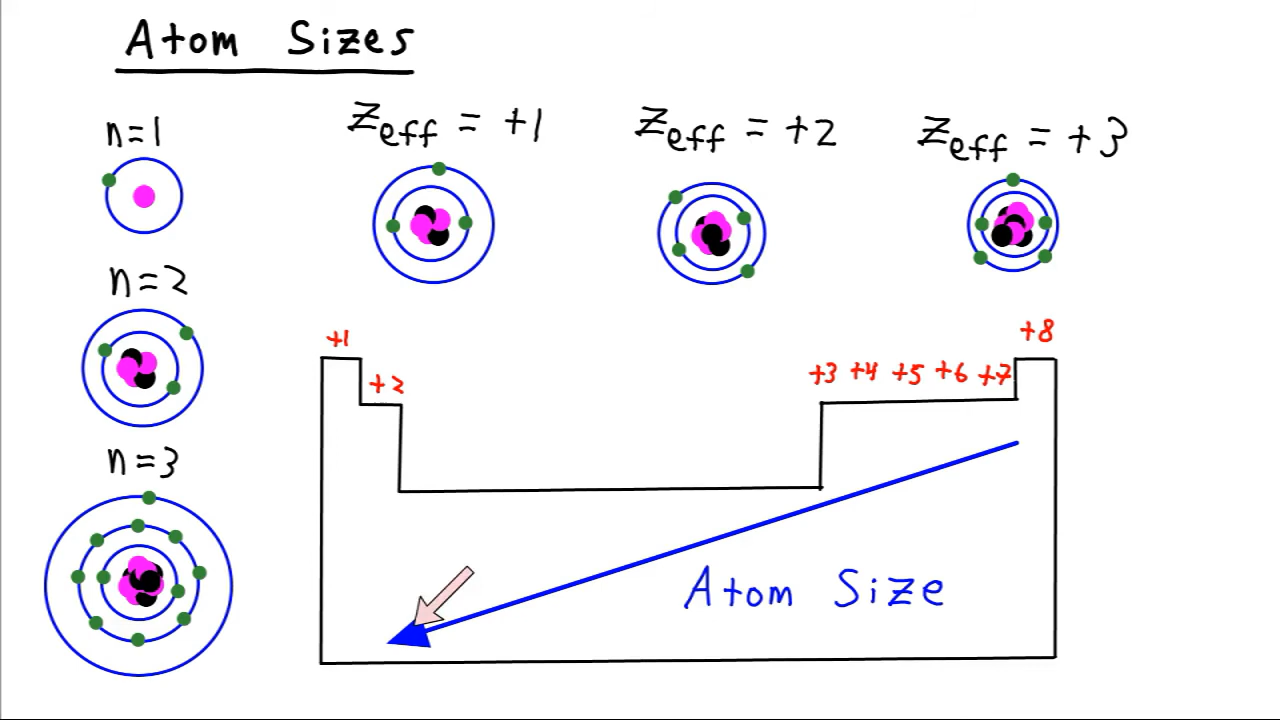 Atom Sizes
n=1
Zeff = +1
Zeff = +2
Zeff = +3
n=2
n=3
+1
+2
+3 +4 +5 +6 +7
+8
Atom Size